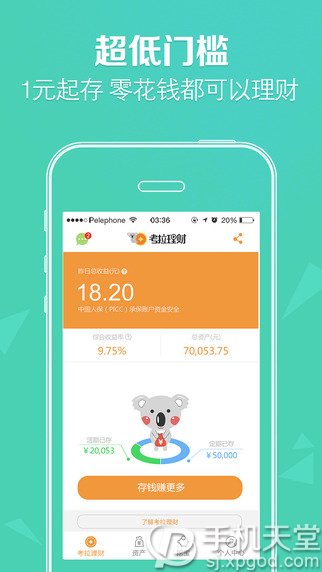 超低门槛
1元起存 零花钱都可以理财
Pelephone 03:36 20%
2
考拉理财
昨日总收益(元)
18.20
中国人保（PICC）承保账户资金安全
综合收益率 总资产(元)
9.75% 70,053.75
活期已存 定期已存
¥20,053 ¥50,000
存钱赚更多
了解考拉理财
考拉理财 资产 个人中心
手机天堂
sj.xpgod.com